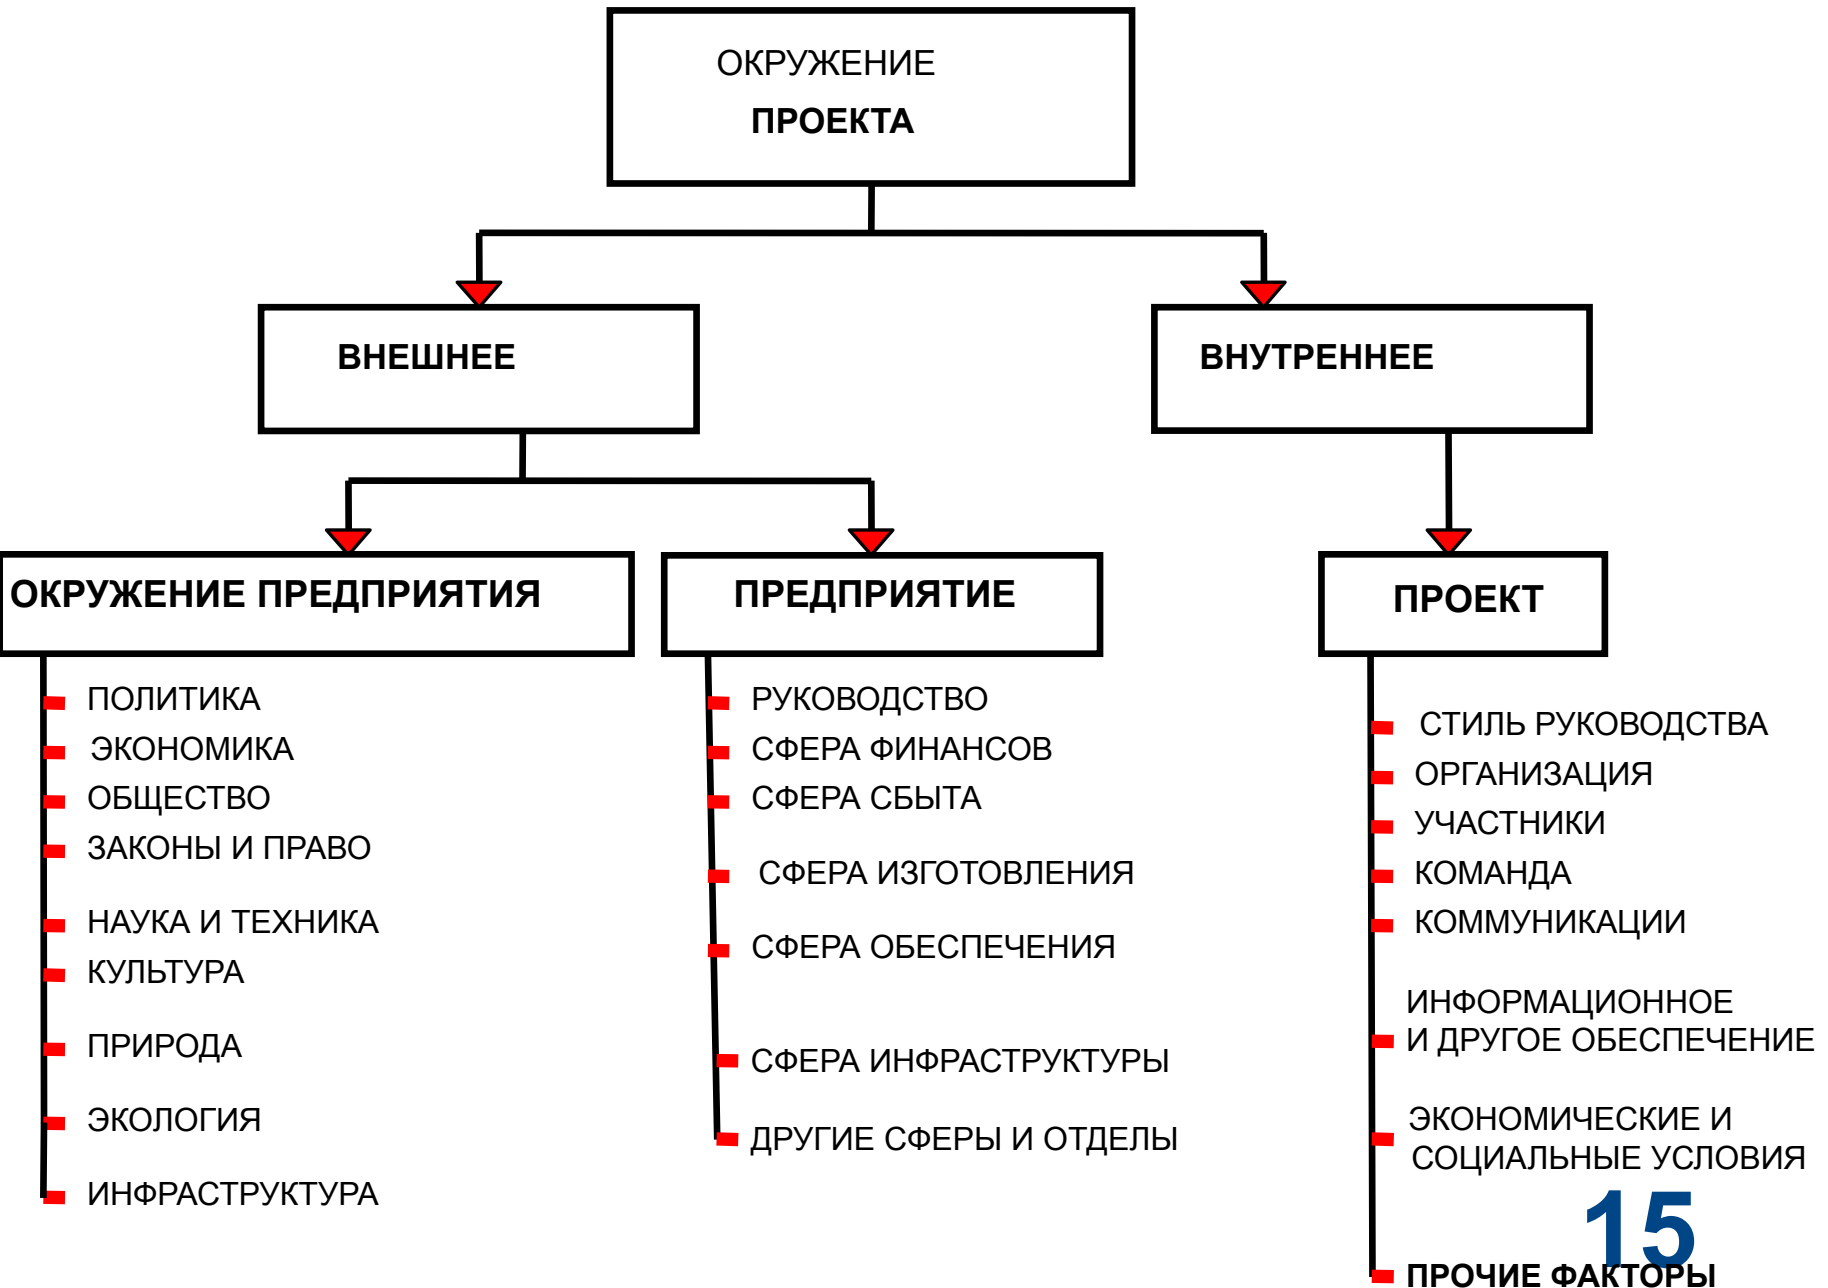 ОКРУЖЕНИЕ
ПРОЕКТА
ВНЕШНЕЕ
ВНУТРЕННЕЕ
ОКРУЖЕНИЕ ПРЕДПРИЯТИЯ
ПОЛИТИКА
ЭКОНОМИКА
ОБЩЕСТВО
ЗАКОНЫ И ПРАВО
НАУКА И ТЕХНИКА
КУЛЬТУРА
ПРИРОДА
ЭКОЛОГИЯ
ИНФРАСТРУКТУРА
ПРЕДПРИЯТИЕ
РУКОВОДСТВО
СФЕРА ФИНАНСОВ
СФЕРА СБЫТА
СФЕРА ИЗГОТОВЛЕНИЯ
СФЕРА ОБЕСПЕЧЕНИЯ
СФЕРА ИНФРАСТРУКТУРЫ
ДРУГИЕ СФЕРЫ И ОТДЕЛЫ
ПРОЕКТ
СТИЛЬ РУКОВОДСТВА
ОРГАНИЗАЦИЯ
УЧАСТНИКИ
КОМАНДА
КОММУНИКАЦИИ
ИНФОРМАЦИОННОЕ
И ДРУГОЕ ОБЕСПЕЧЕНИЕ
ЭКОНОМИЧЕСКИЕ И
СОЦИАЛЬНЫЕ УСЛОВИЯ
15
ПРОЧИЕ ФАКТОРЫ